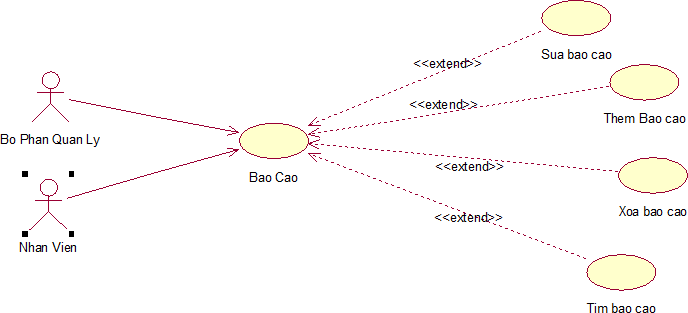 Sua bao cao
<<extend>>
Them Bao cao
<<extend>>
Bo Phan Quan Ly
Bao Cao
<<extend>>
Xoa bao cao
<<extend>>
Nhan Vien
Tim bao cao